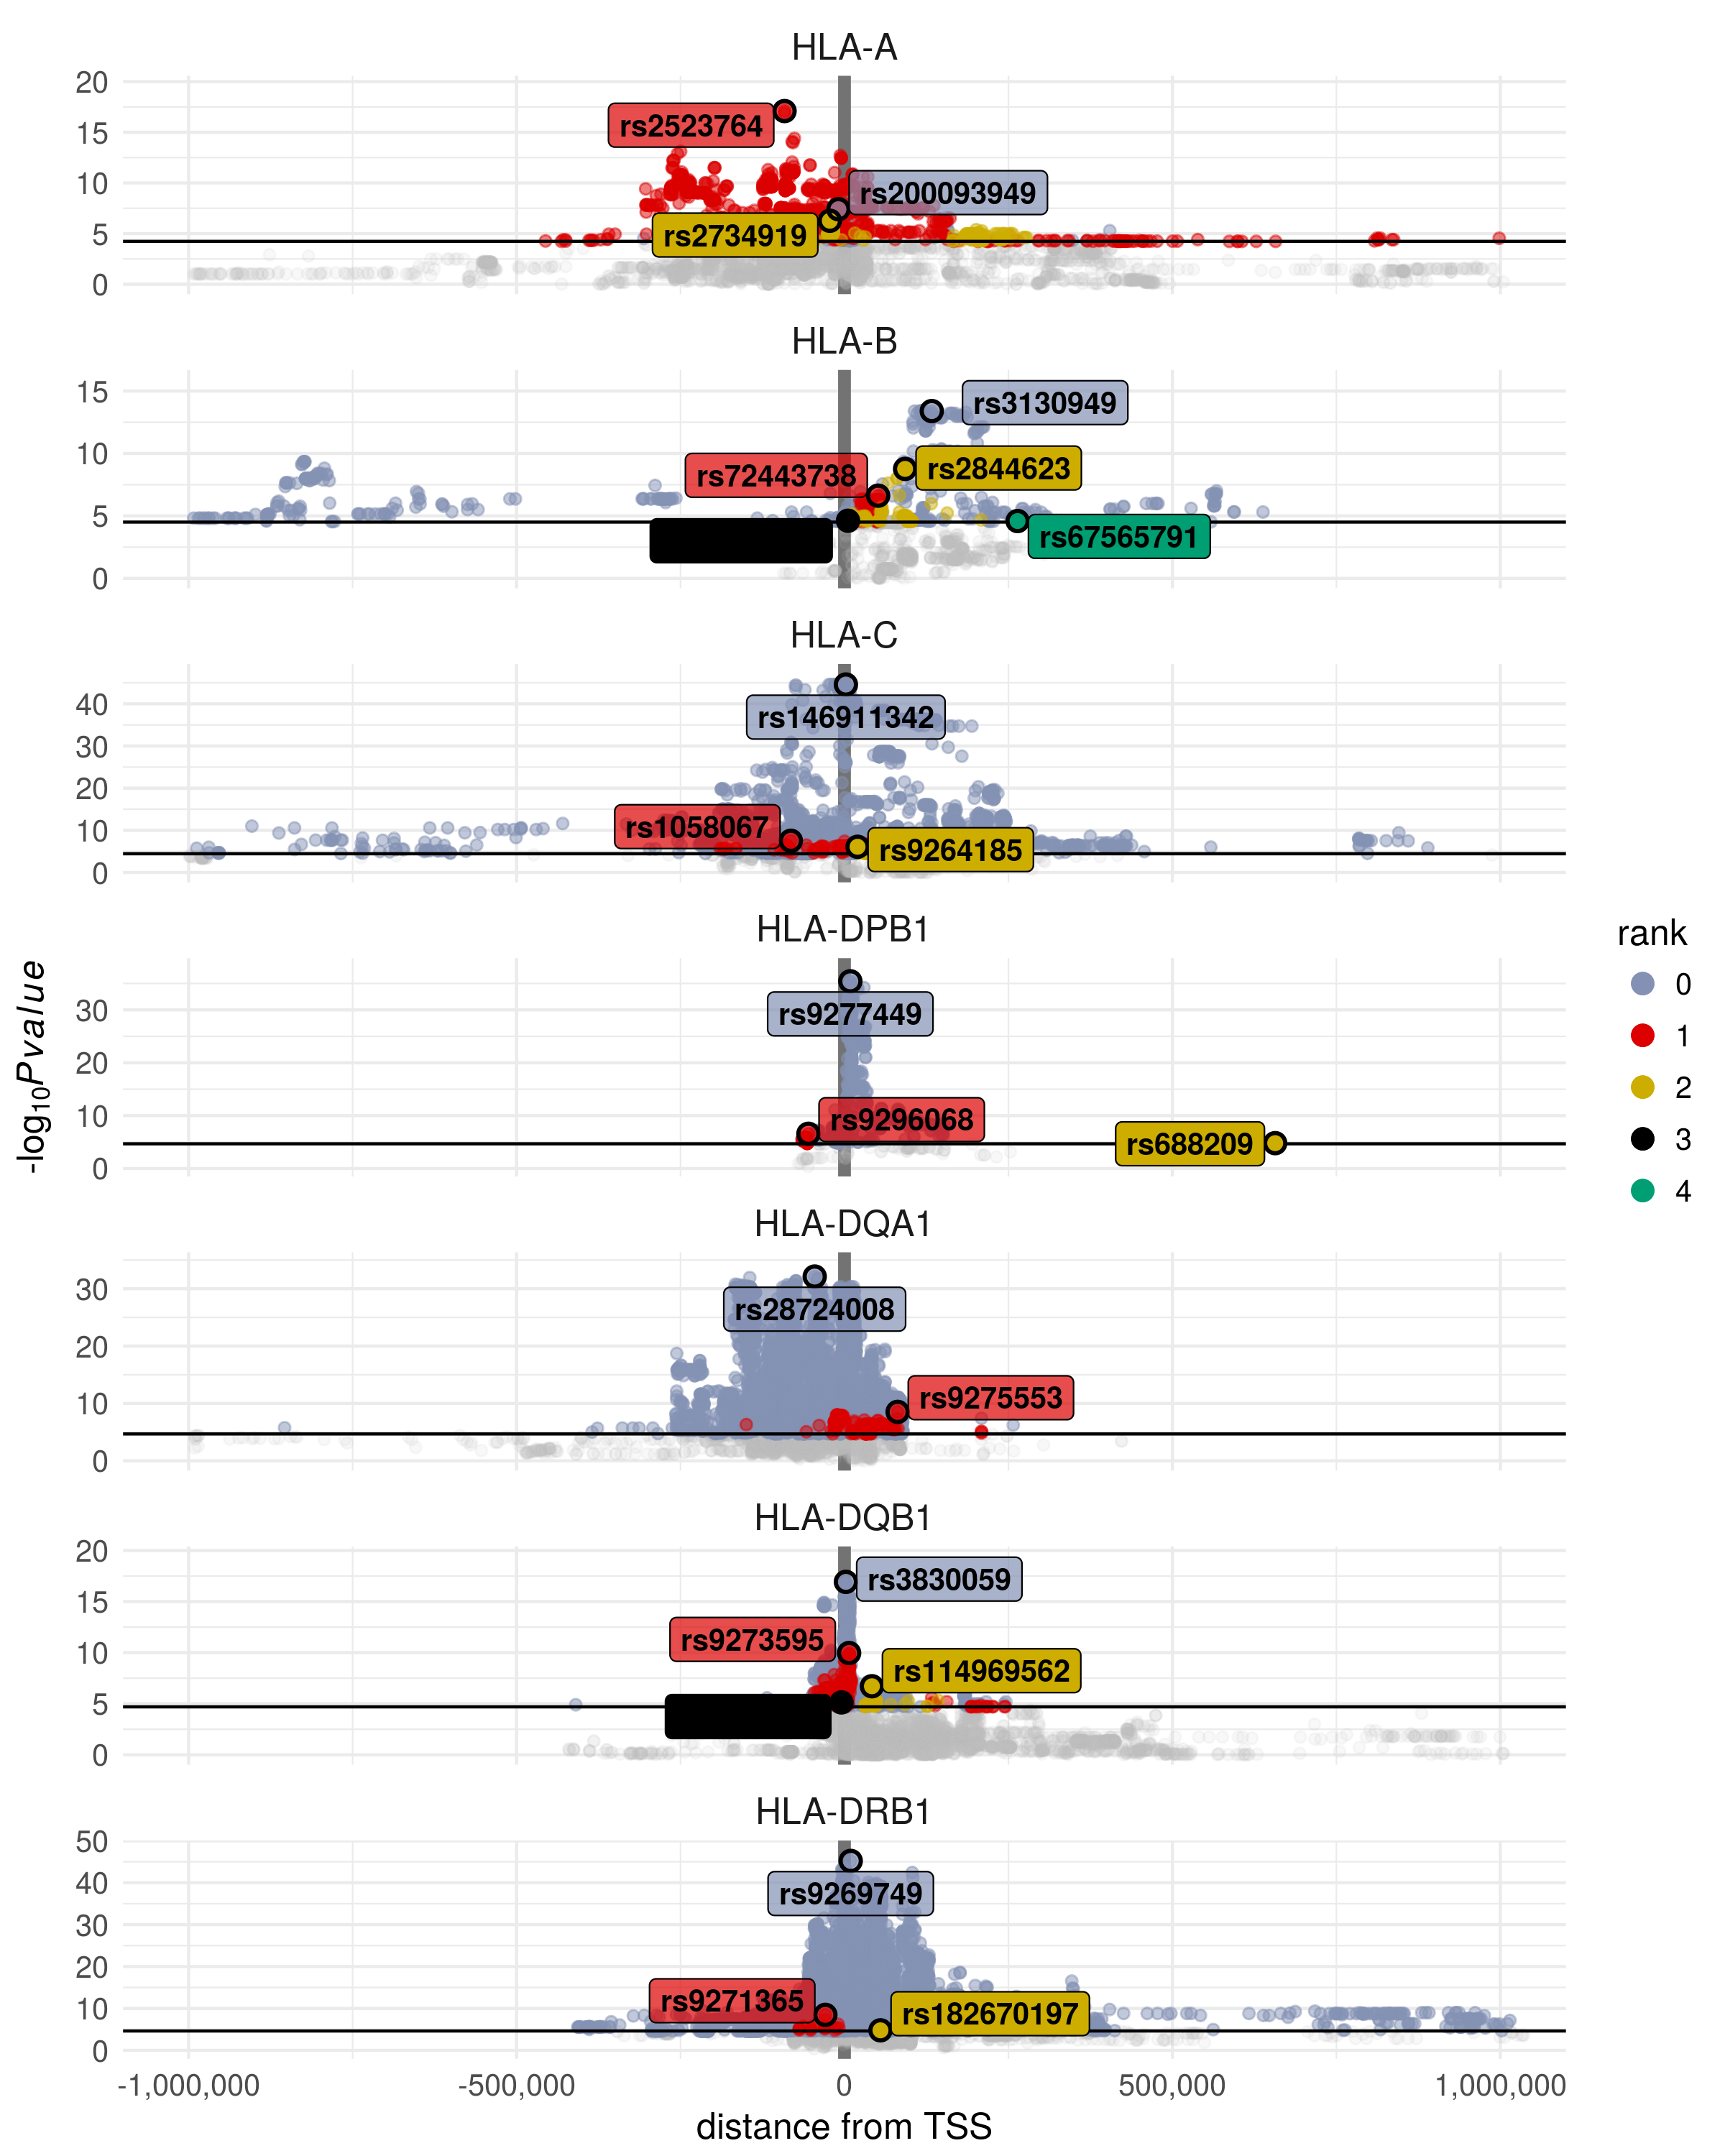 HLA-A
20
15
10
5
0
rs2523764
rs200093949
rs2734919
HLA-B
15
10
5
0
rs3130949
rs72443738
rs2844623
rs67565791
HLA-C
40
30
20
10
0
rs146911342
rs1058067
rs9264185
HLA-DPB1
30
20
10
0
rs9277449
rs9296068
rs688209
HLA-DQA1
30
20
10
0
rs28724008
rs9275553
HLA-DQB1
20
15
10
5
0
rs3830059
rs9273595
rs114969562
HLA-DRB1
50
40
30
20
10
0
rs9269749
rs9271365
rs182670197
-1,000,000
-500,000
0
500,000
1,000,000
distance from TSS
-log10Pvalue
rank
0
1
2
3
4